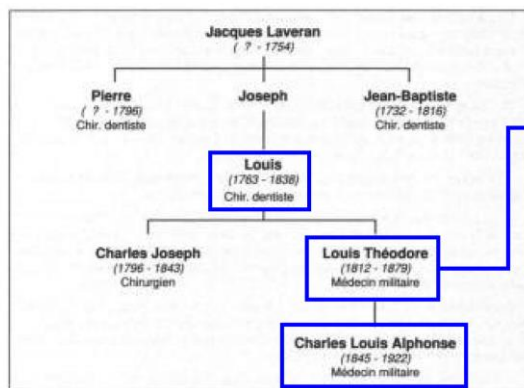 Jacques Laveran
( ? - 1754)
Pierre
( ? - 1796)
Chir. dentiste
Joseph
Jean-Baptiste
(1732 - 1816)
Chir. dentiste
Louis
(1763 - 1838)
Chir. dentiste
Charles Joseph
(1796 - 1843)
Chirurgien
Louis Théodore
(1812 - 1879)
Médecin militaire
Charles Louis Alphonse
(1845 - 1922)
Médecin militaire